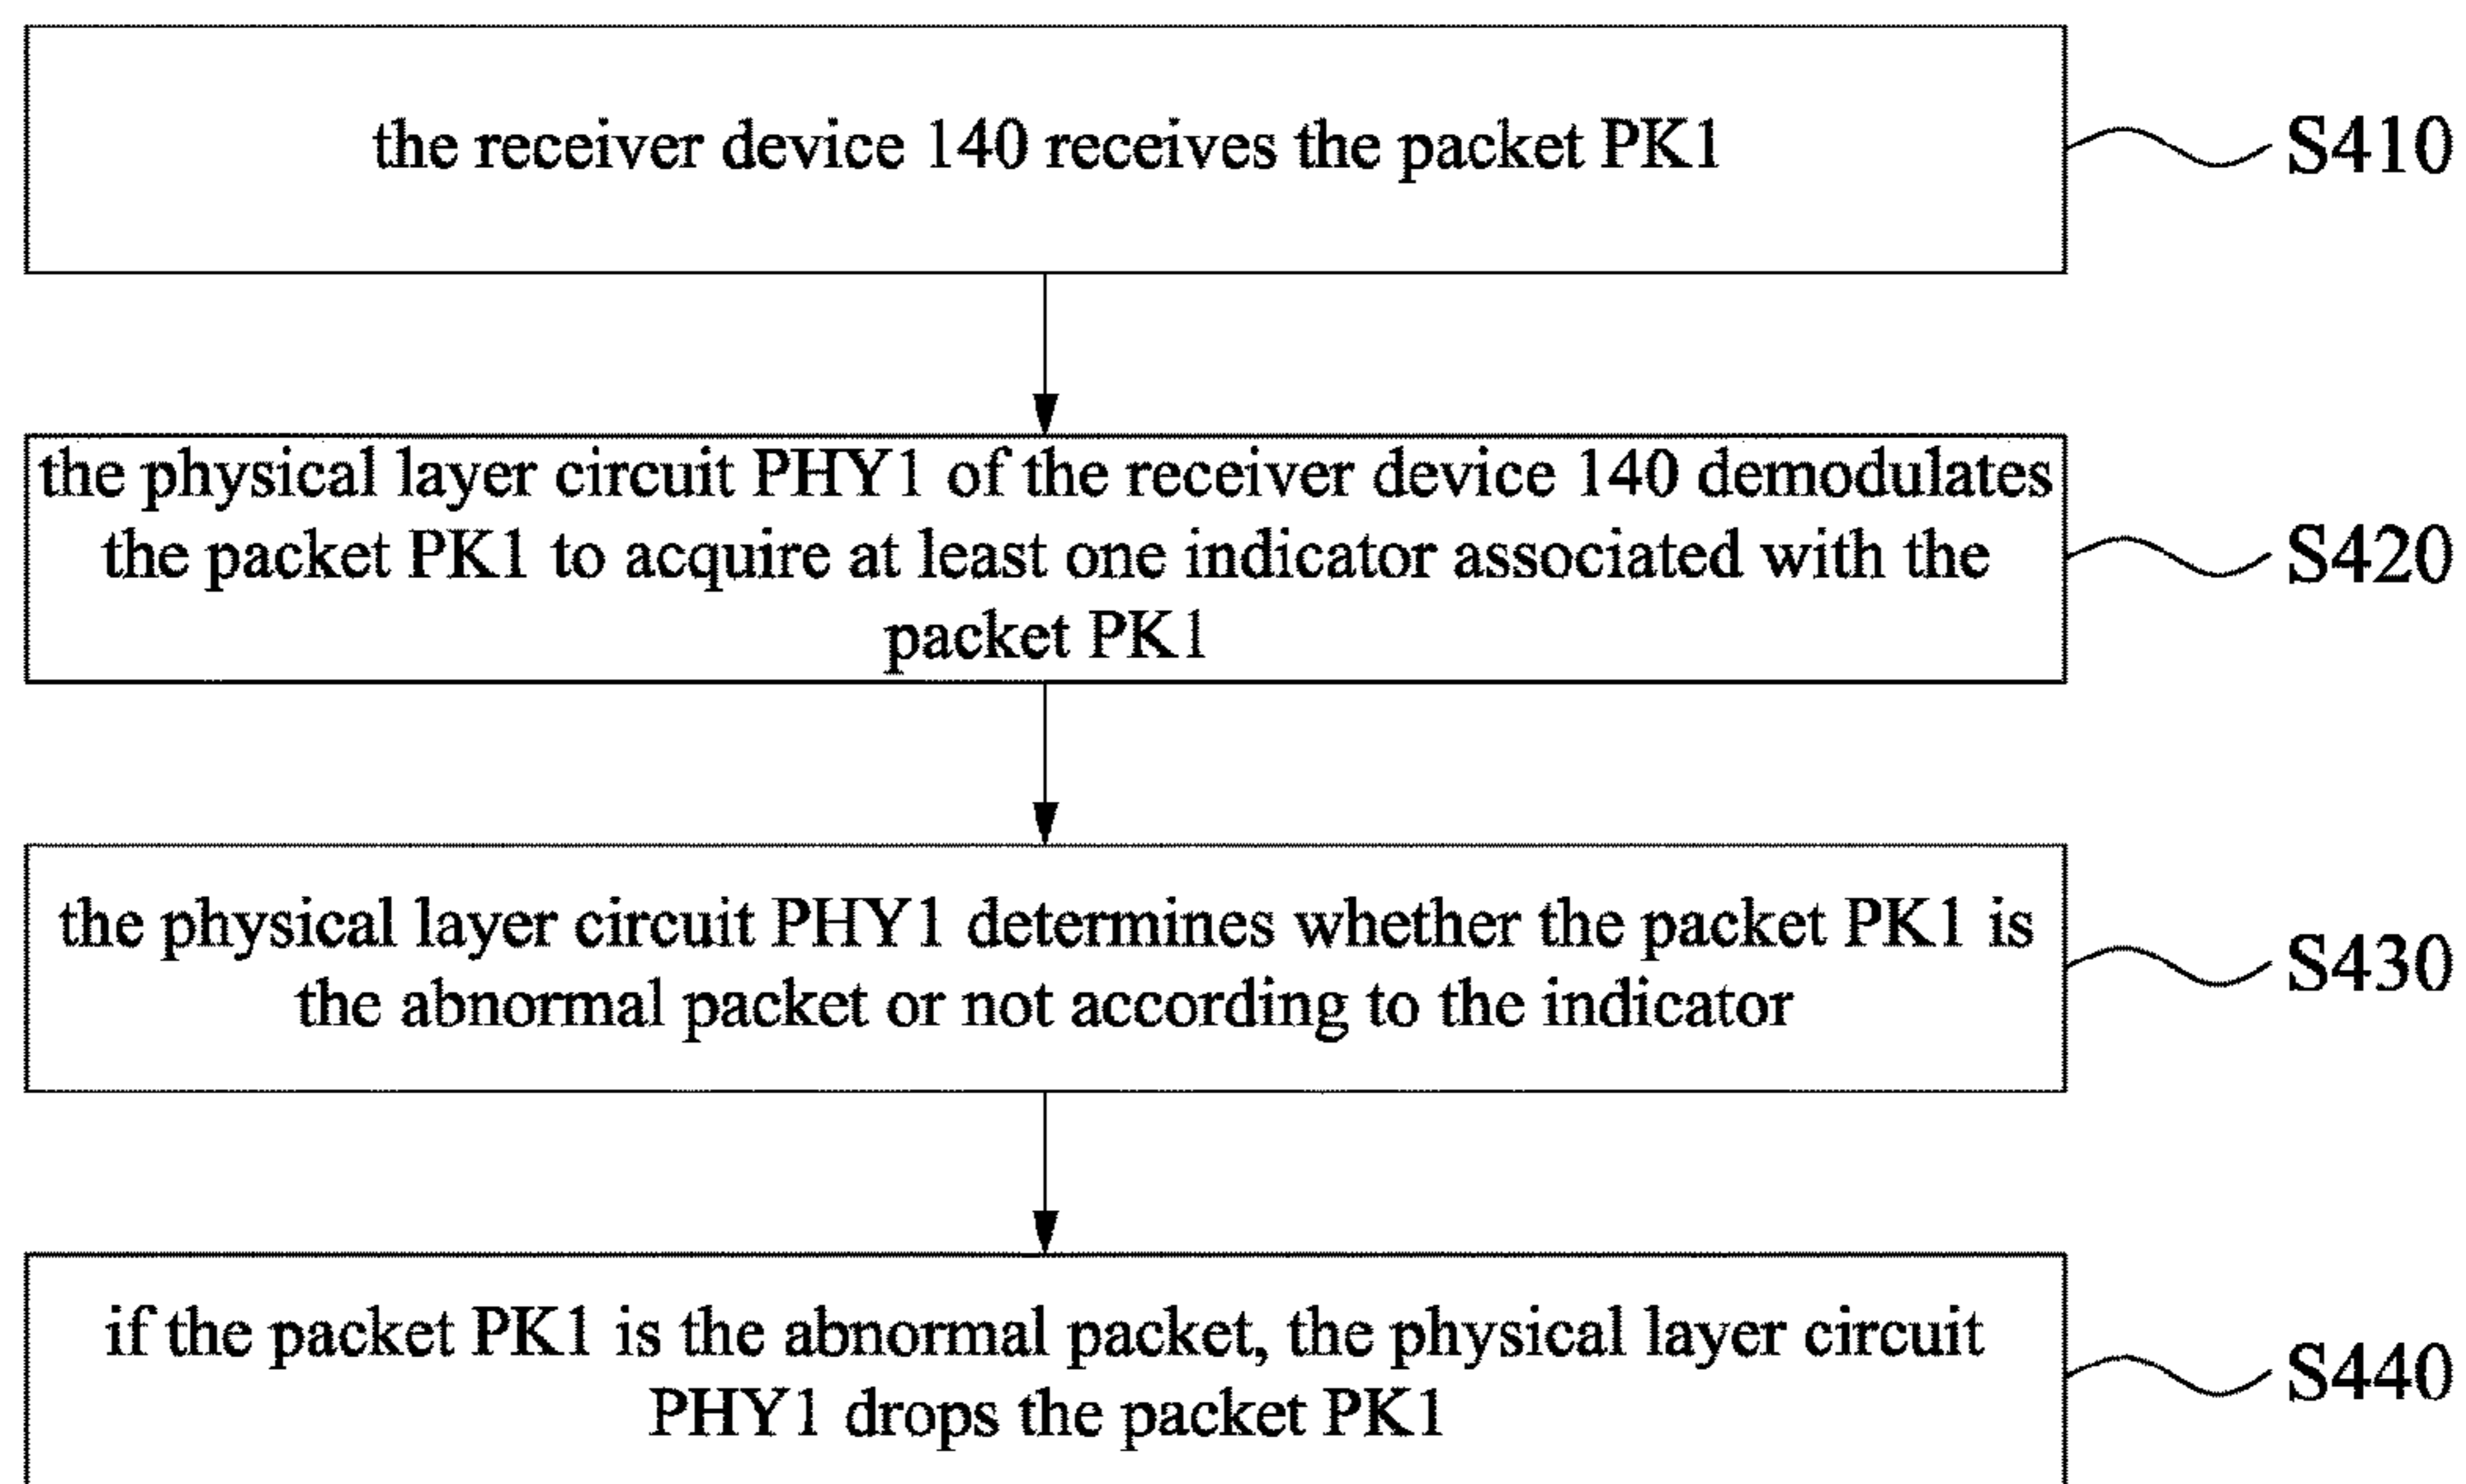 the receiver device 140 receives the packet PK1
S410
the physical layer circuit PHY1 of the receiver device 140 demodulates
the packet PK1 to acquire at least one indicator associated with the
packet PK1
S420
the physical layer circuit PHY1 determines whether the packet PK1 is
the abnormal packet or not according to the indicator
S430
if the packet PK1 is the abnormal packet, the physical layer circuit
PHY1 drops the packet PK1
S440